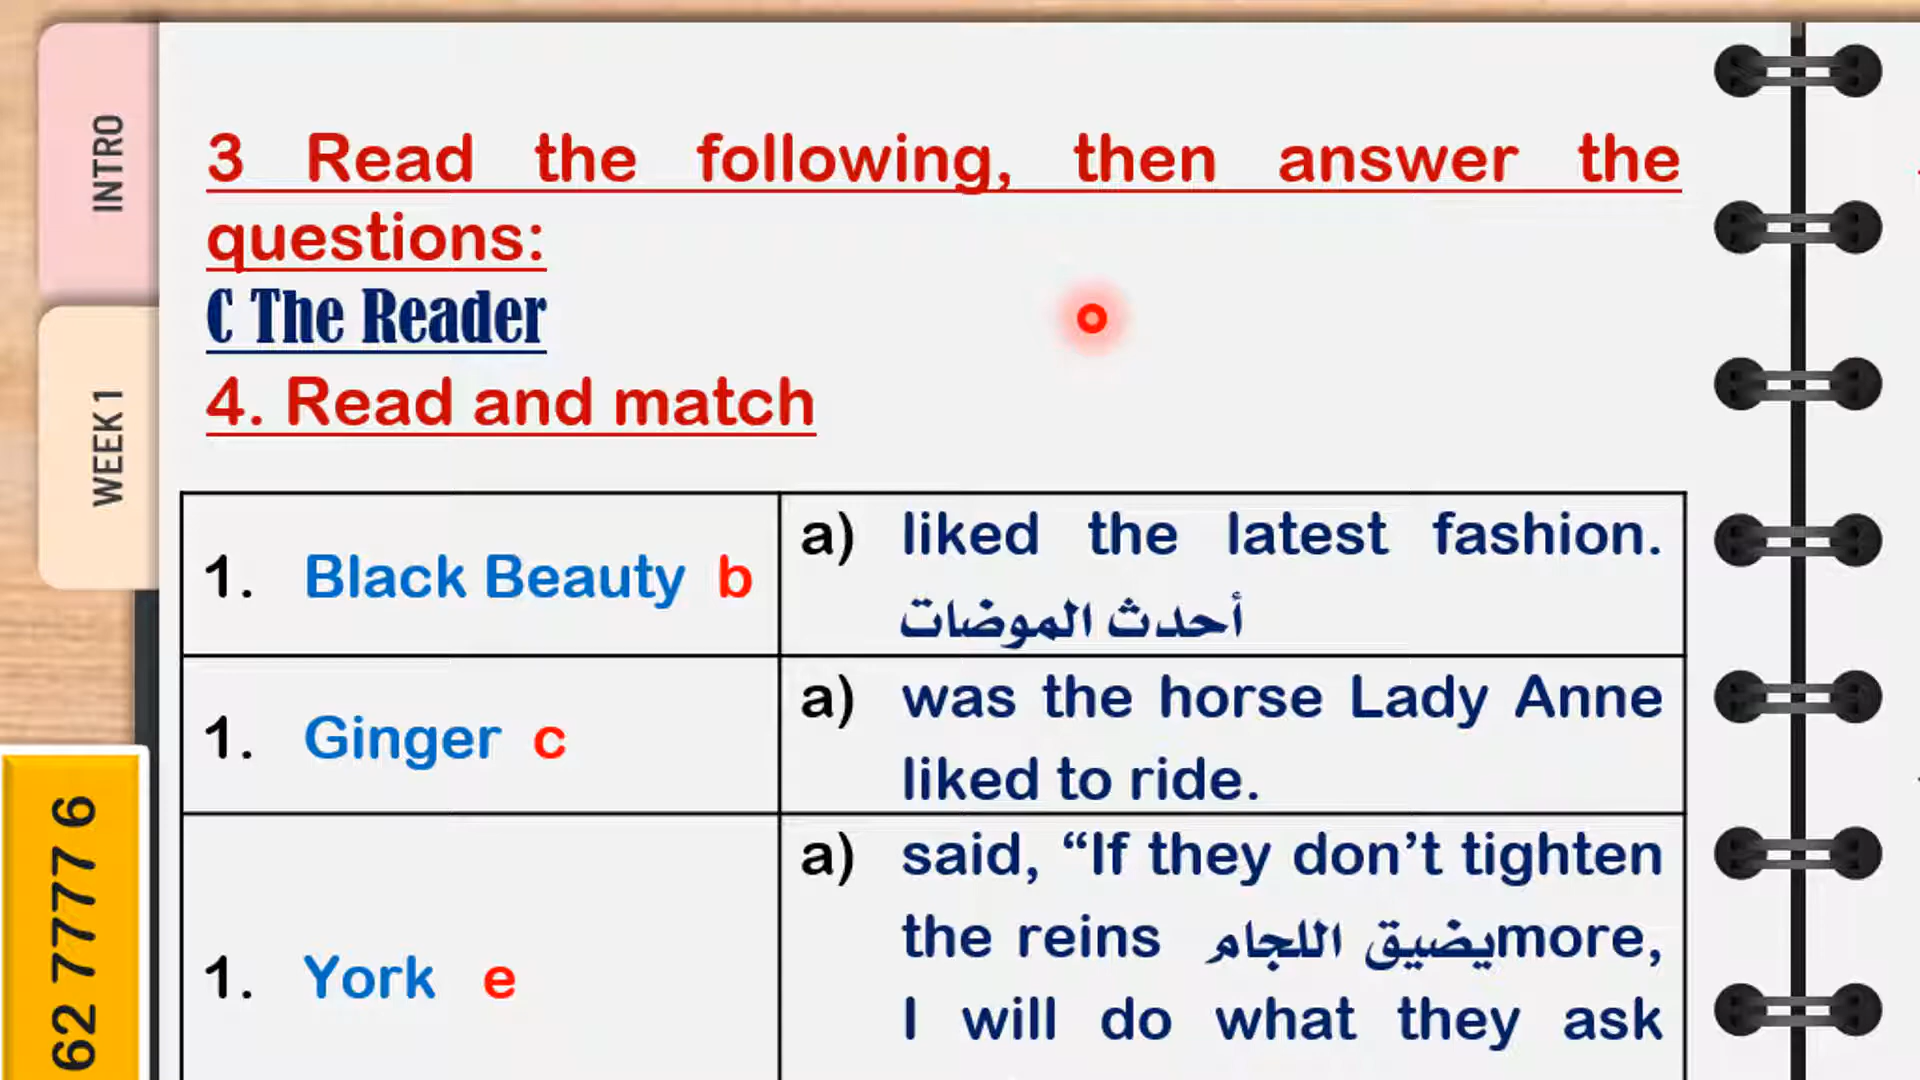 INTRO
WEEK 1
62 7777 6
3 Read the following, then answer the
questions:
C The Reader
4. Read and match
1. Black Beauty b
a) liked the latest fashion.
أحدث الموضات
1. Ginger c
a) was the horse Lady Anne
liked to ride.
1. York e
a) said, “If they don’t tighten
the reins يضيق اللجام more,
I will do what they ask